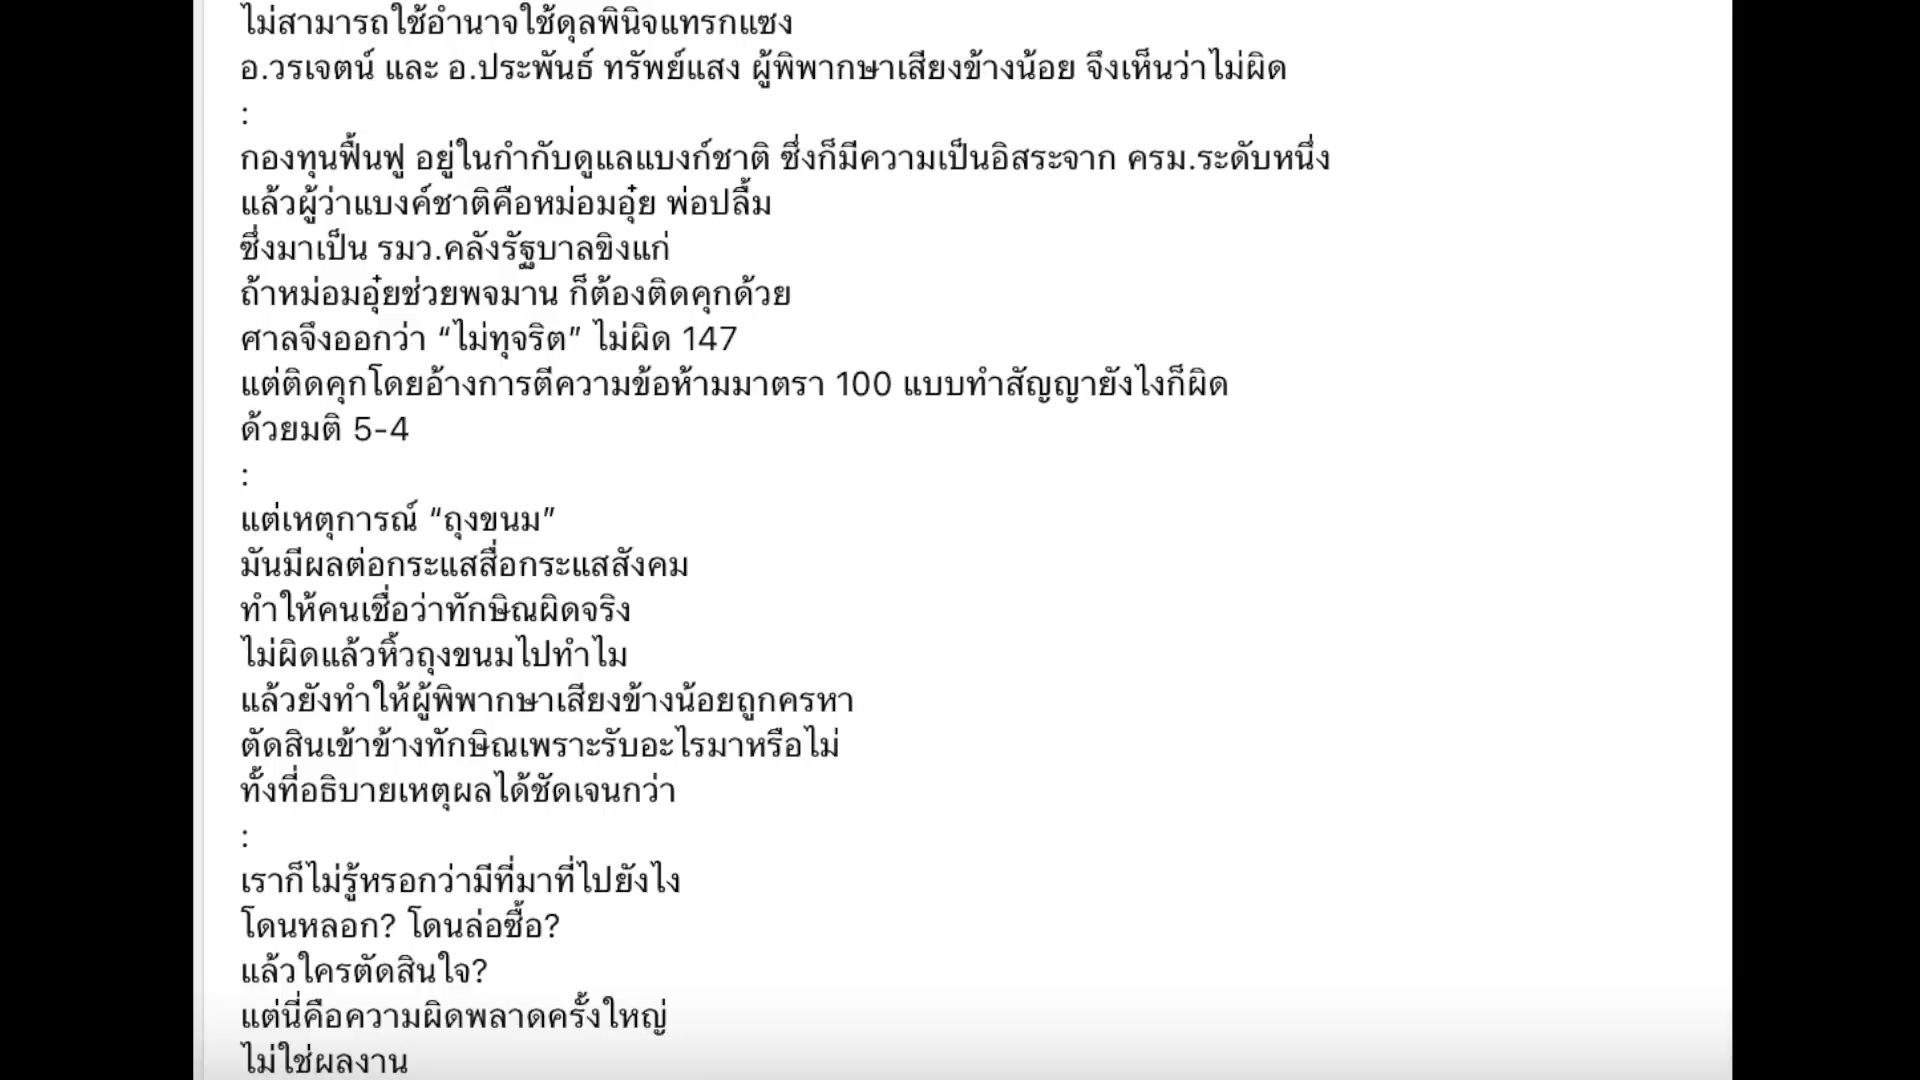 ไม่สามารถใช้อำนาจใช้ดุลพินิจแทรกแซง
อ.วรเจตน์ และ อ.ประพันธ์ ทรัพย์แสง ผู้พิพากษาเสียงข้างน้อย จึงเห็นว่าไม่ผิด
:
กองทุนฟื้นฟู อยู่ในกำกับดูแลแบงก์ชาติ ซึ่งก็มีความเป็นอิสระจาก ครม.ระดับหนึ่ง
แล้วผู้ว่าแบงค์ชาติคือหม่อมอุ๋ย พ่อปลื้ม
ซึ่งมาเป็น รมว.คลังรัฐบาลขิงแก่
ถ้าหม่อมอุ๋ยช่วยพจมาน ก็ต้องติดคุกด้วย
ศาลจึงออกว่า “ไม่ทุจริต” ไม่ผิด 147
แต่ติดคุกโดยอ้างการตีความข้อห้ามมาตรา 100 แบบทำสัญญายังไงก็ผิด
ด้วยมติ 5-4
:
แต่เหตุการณ์ “ถุงขนม”
มันมีผลต่อกระแสสื่อกระแสสังคม
ทำให้คนเชื่อว่าทักษิณผิดจริง
ไม่ผิดแล้วหิ้วถุงขนมไปทำไม
แล้วยังทำให้ผู้พิพากษาเสียงข้างน้อยถูกครหา
ตัดสินเข้าข้างทักษิณเพราะรับอะไรมาหรือไม่
ทั้งที่อธิบายเหตุผลได้ชัดเจนกว่า
:
เราก็ไม่รู้หรอกว่ามีที่มาที่ไปยังไง
โดนหลอก? โดนล่อซื้อ?
แล้วใครตัดสินใจ?
แต่นี่คือความผิดพลาดครั้งใหญ่
ไม่ใช่ผลงาน